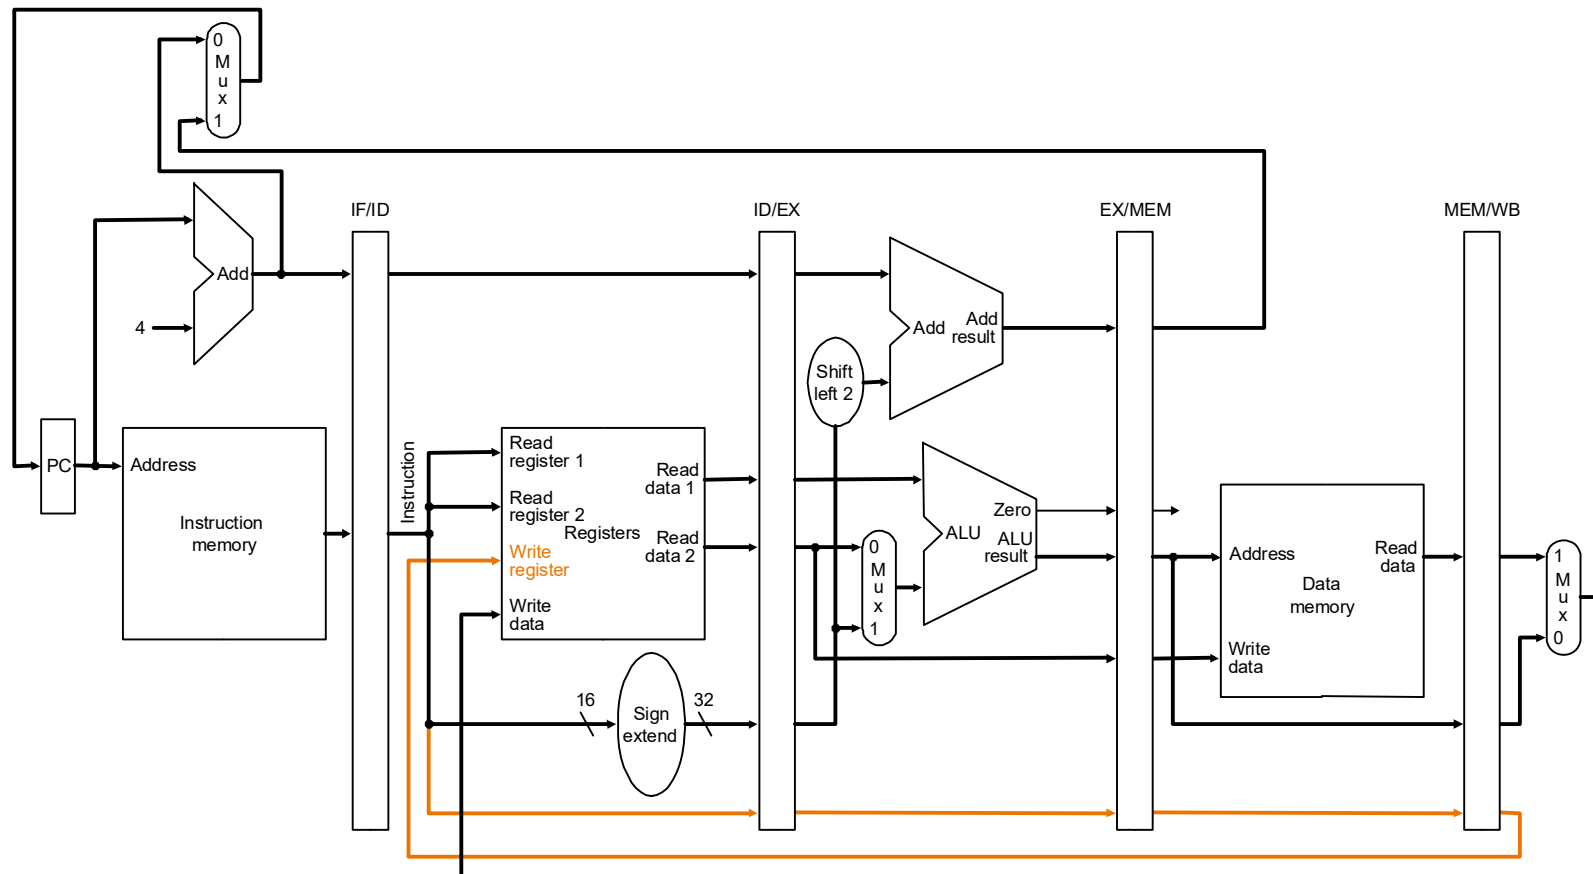 0
M
u
x
1
IF/ID
ID/EX
EX/MEM
MEM/WB
Add
4
Add
Add
result
Shift
left 2
PC
Address
Instruction
memory
Instruction
Read
register 1
Read
register 2
Write
register
Write
data
Registers
Read
data 1
Read
data 2
0
M
u
x
1
ALU
Zero
ALU
result
Address
Write
data
Data
memory
Read
data
1
M
u
x
0
16
Sign
extend
32